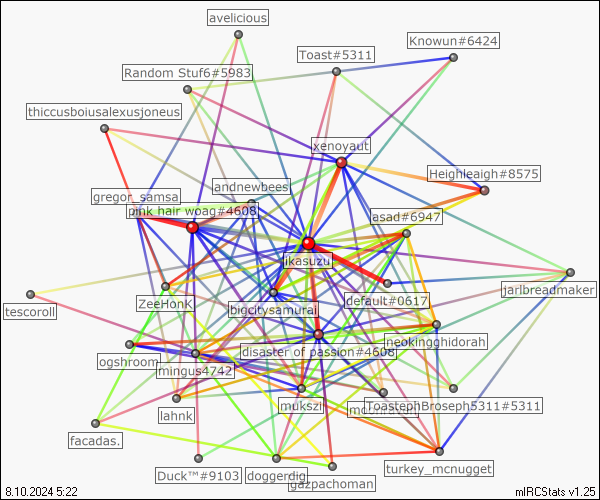 avelicious
Knowun#6424
Toast#5311
Random Stuf6#5983
thiccusboiusalexusjoneus
xenoyaut
Heighleaigh#8575
andnewbees
gregor_samsa
pink hair woag#4608
asad#6947
ikasuzu
jarlbreadmaker
ZeeHonK
default#0617
tescoroll
bigcitysamurai
neokingghidorah
disaster of passion#4608
ogshroom
mingus4742
mukszil
ToastephBroseph5311#5311
lahnk
facadas.
turkey_mcnugget
Duck™#9103
doggerdig
gazpachoman
8.10.2024 5:22
mIRCStats v1.25